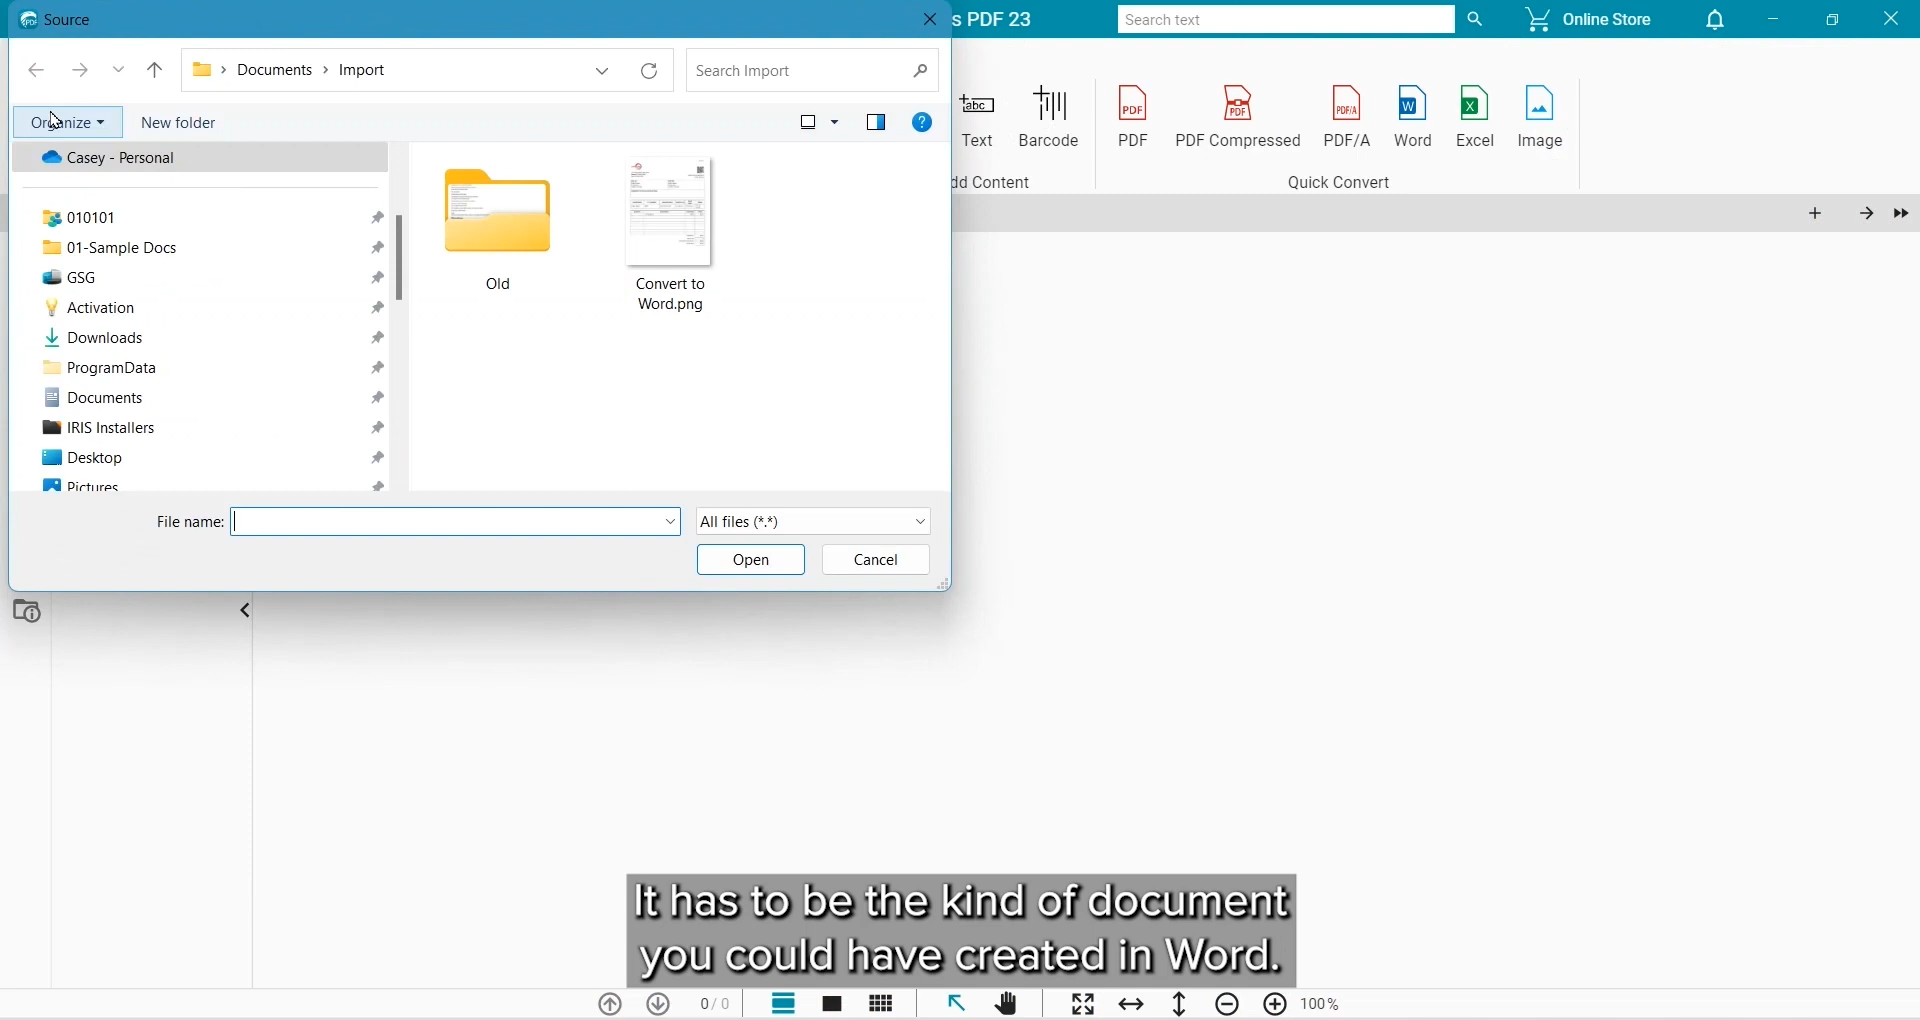 Source
s PDF 23
Search text
Online Store
Documents > Import
Search Import
Organize
New folder
abc
Text
Barcode
PDF
PDF
PDF
PDF Compressed
PDF/A
PDF/A
W
Word
X
Excel
Image
dd Content
Quick Convert
Casey - Personal
010101
01-Sample Docs
GSG
Activation
Downloads
ProgramData
Documents
IRIS Installers
Desktop
Pictures
Old
Convert to
Word.png
File name:
All files (*.*)
Open
Cancel
It has to be the kind of document
you could have created in Word.
0 / 0
100%